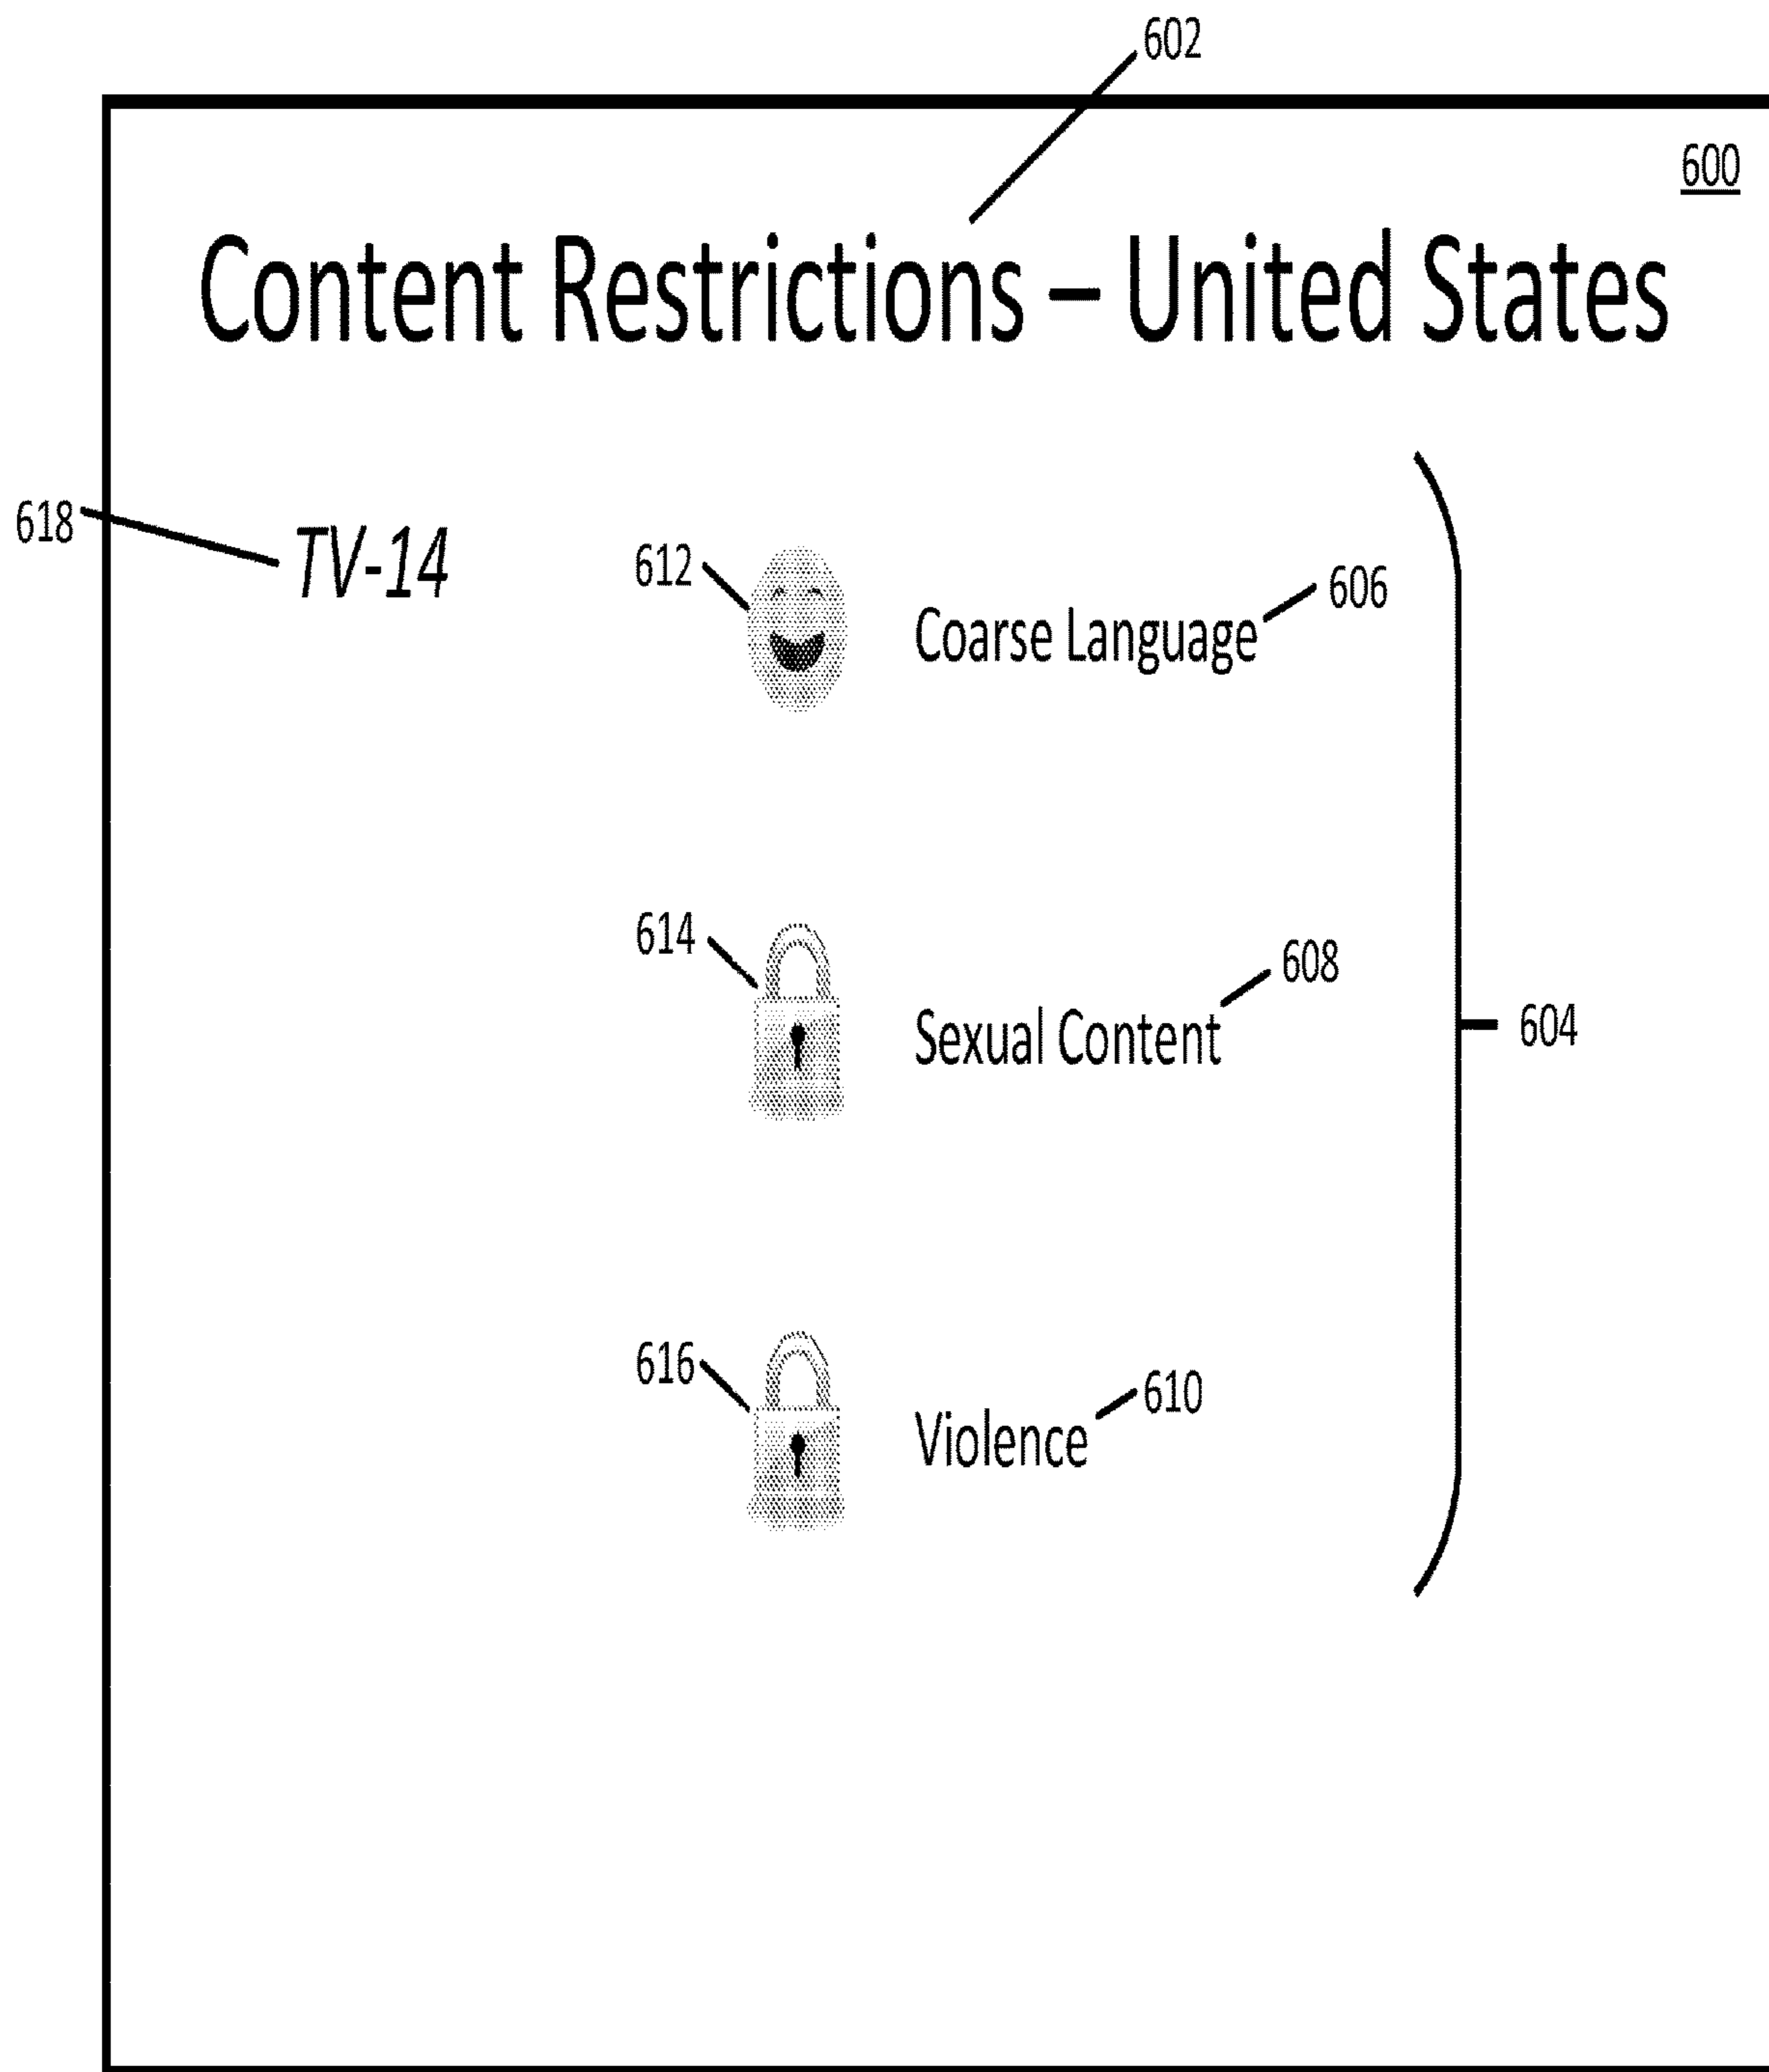 602
600
Content Restrictions – United States
618
TV-14
612
Coarse Language
606
614
Sexual Content
608
604
616
Violence
610